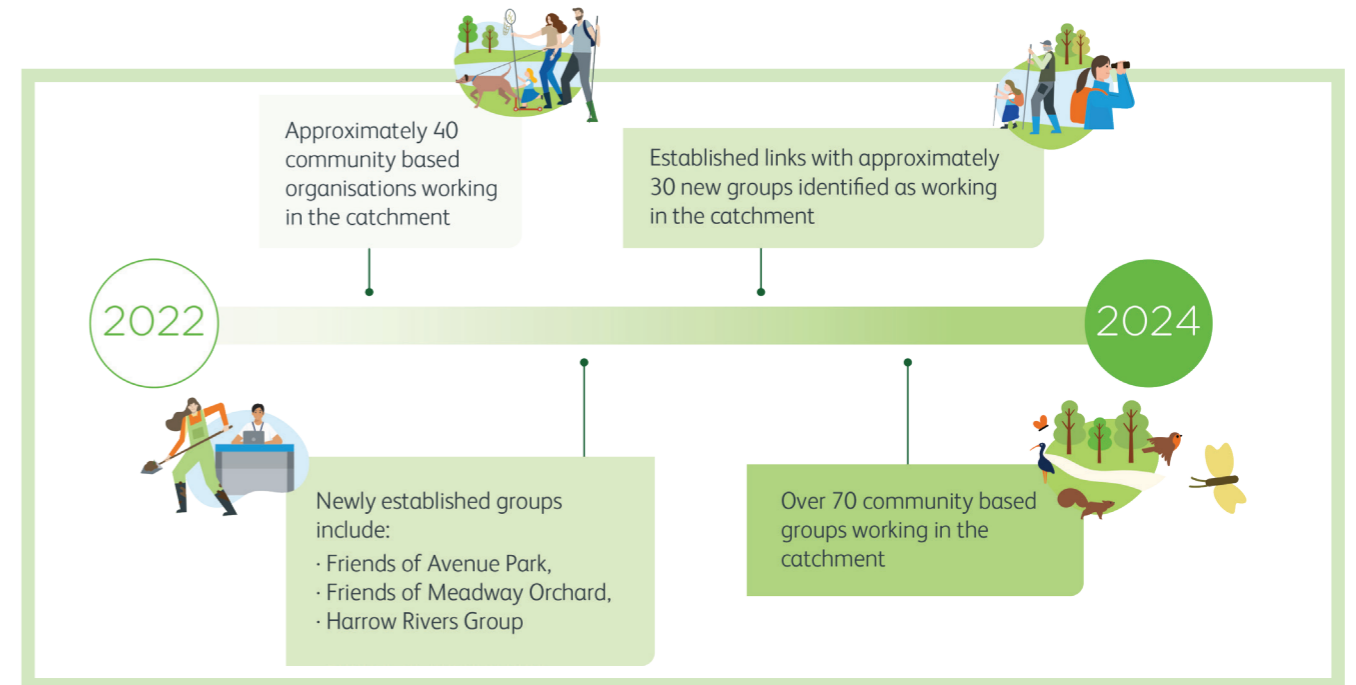 Approximately 40
community based
organisations working
in the catchment
Established links with approximately
30 new groups identified as working
in the catchment
2022
2024
Newly established groups
include:
· Friends of Avenue Park,
· Friends of Meadway Orchard,
· Harrow Rivers Group
Over 70 community based
groups working in the
catchment